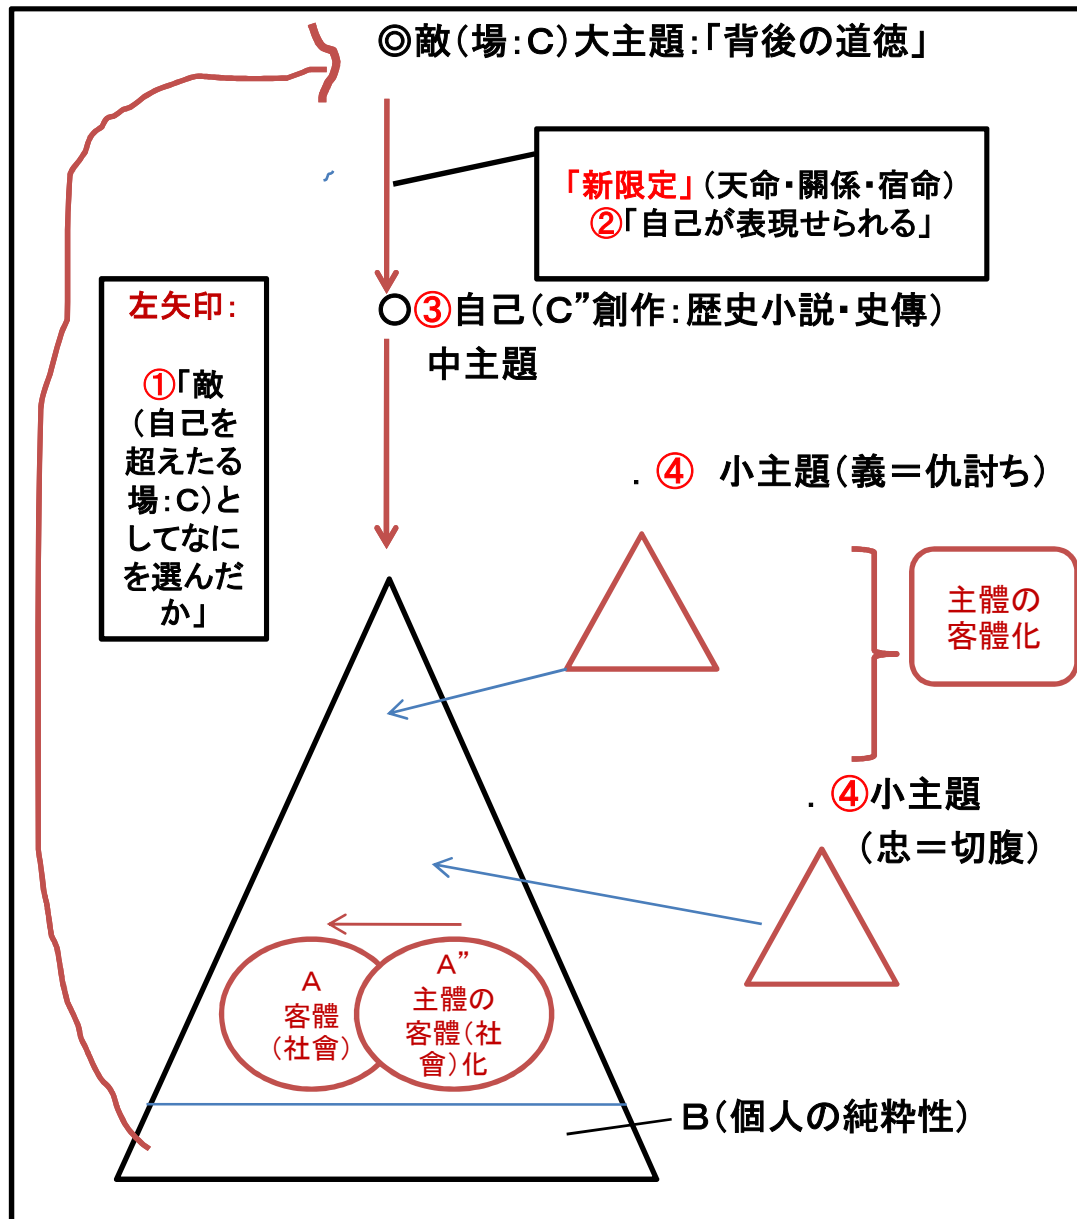 ◎敵(場:C)大主題:「背後の道徳」
「新限定」(天命・關係・宿命)
②「自己が表現せられる」
左矢印:
①「敵
(自己を
超えたる
場:C)と
してなに
を選んだ
か」
○③自己(C”創作:歴史小説・史傳)
中主題
. ④ 小主題(義=仇討ち)
主體の
客體化
. ④小主題
(忠=切腹)
A
客體
(社會)
A”
主體の
客體(社
會)化
B(個人の純粋性)